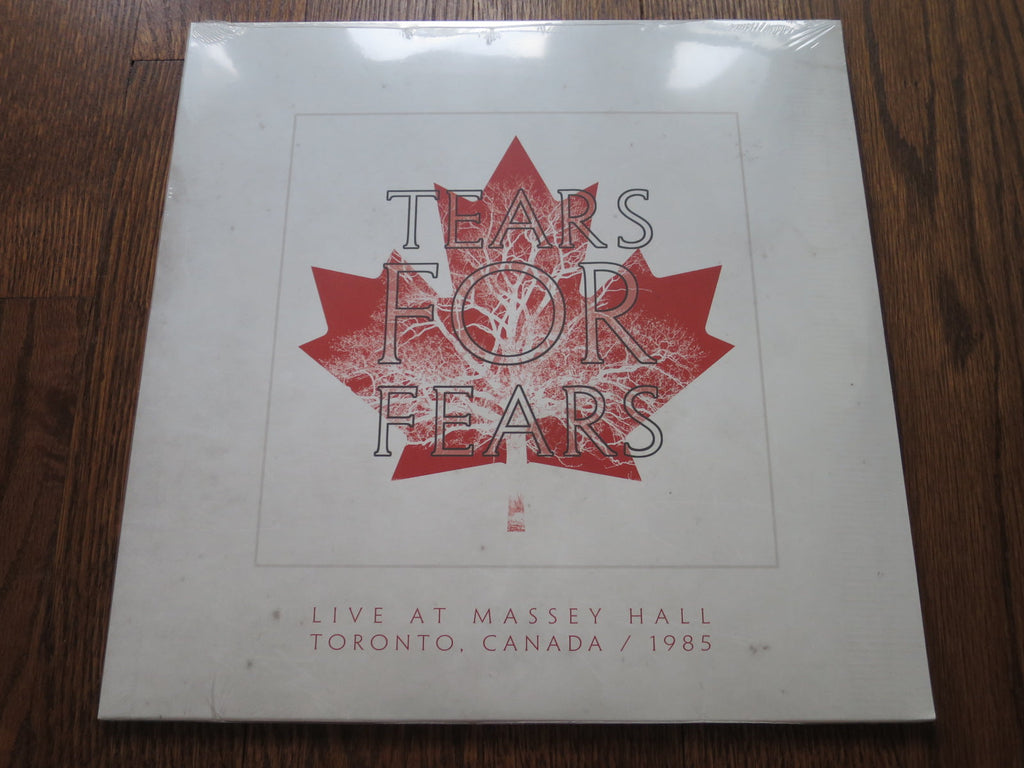 TEARS
FOR
FEARS
LIVE AT MASSEY HALL
TORONTO, CANADA / 1985